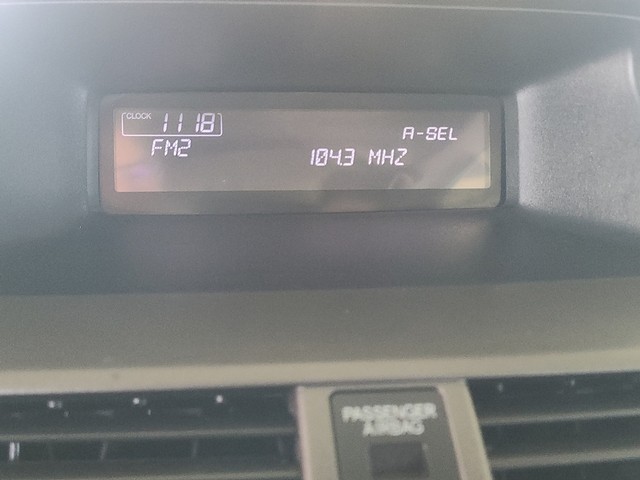 CLOCK 11 18
A-SEL
FM2
104.3 MHZ
PASSENGER
AIRBAG